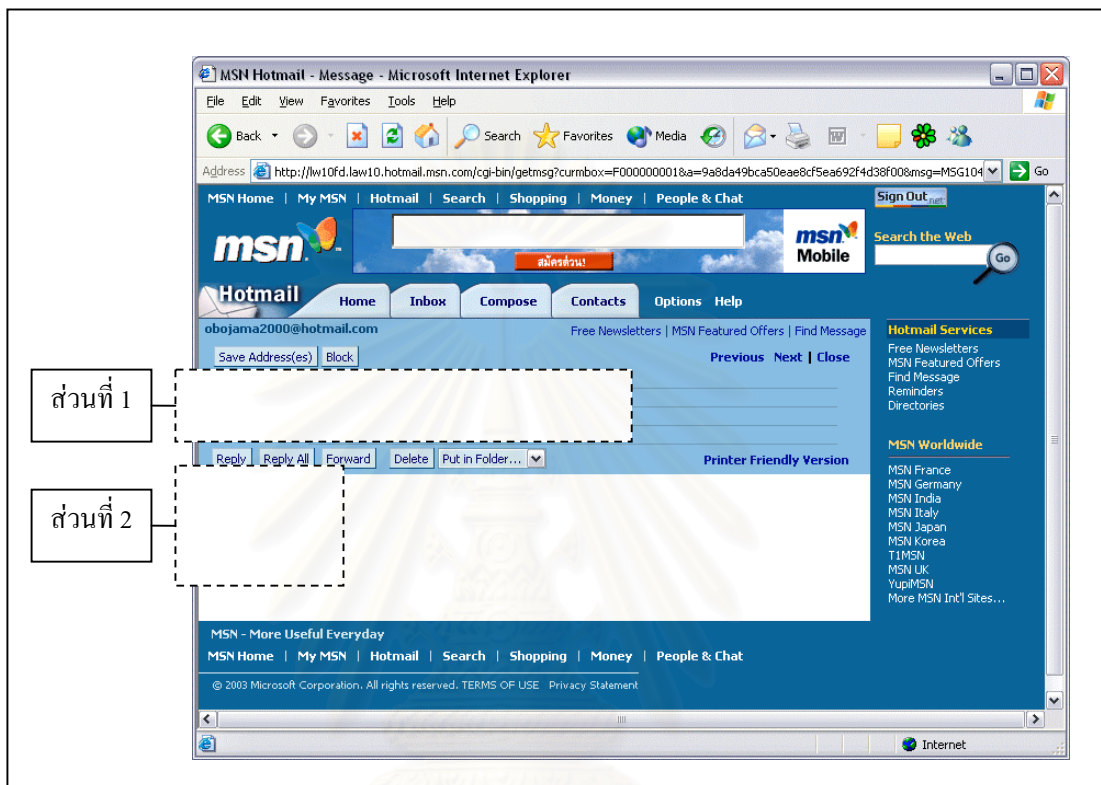 MSN Hotmail - Message - Microsoft Internet Explorer
File Edit View Favorites Tools Help
Back Search Favorites Media
Address http://lw10fd.law10.hotmail.msn.com/cgi-bin/getmsg?curmbox=F000000001&a=9a8da49bca50eae8cf5ea692f4d38f008msg=MSG104 Go
MSN Home | My MSN | Hotmail | Search | Shopping | Money | People & Chat
Sign Out .net
msn.
สมัครด่วน!
msn.
Mobile
Search the Web
Go
Hotmail Home Inbox Compose Contacts Options Help
obojama2000@hotmail.com
Free Newsletters | MSN Featured Offers | Find Message
Save Address(es) Block
Previous Next | Close
ส่วนที่ 1
Reply Reply All Forward Delete Put in Folder...
Printer Friendly Version
ส่วนที่ 2
Hotmail Services
Free Newsletters
MSN Featured Offers
Find Message
Reminders
Directories
MSN Worldwide
MSN France
MSN Germany
MSN India
MSN Italy
MSN Japan
MSN Korea
T1MSN
MSN UK
YupiMSN
More MSN Int'l Sites...
MSN - More Useful Everyday
MSN Home | My MSN | Hotmail | Search | Shopping | Money | People & Chat
© 2003 Microsoft Corporation. All rights reserved. TERMS OF USE Privacy Statement
Internet